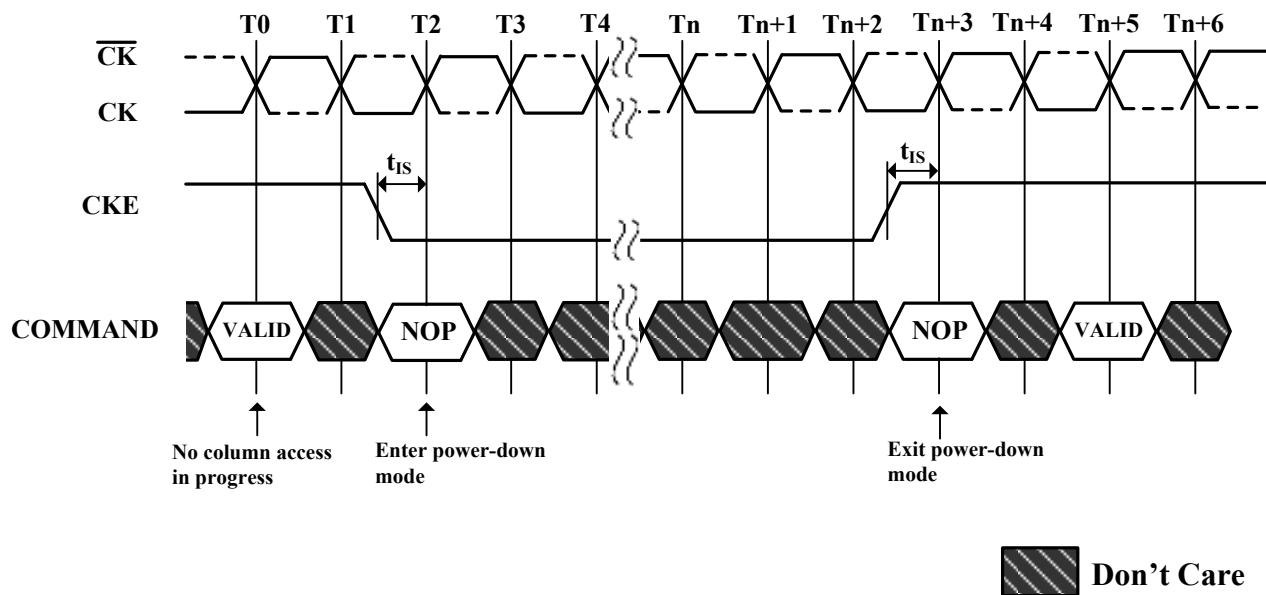 T0 T1 T2 T3 T4 Tn Tn+1 Tn+2 Tn+3 Tn+4 Tn+5 Tn+6
C̅K̅
CK
tIS tIS
CKE
COMMAND VALID NOP NOP VALID
No column access
in progress
Enter power-down
mode
Exit power-down
mode
Don't Care